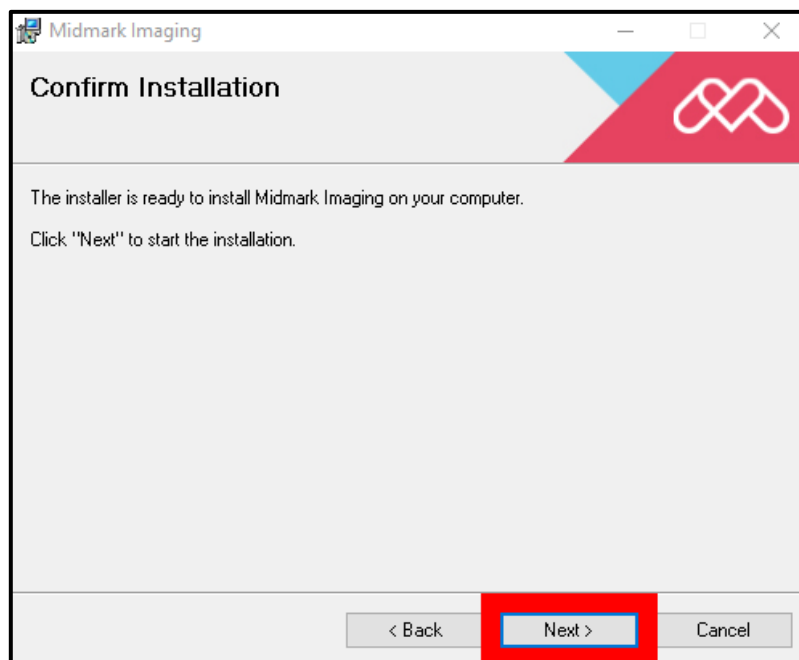 Midmark Imaging
Confirm Installation
The installer is ready to install Midmark Imaging on your computer.
Click "Next" to start the installation.
< Back
Next >
Cancel